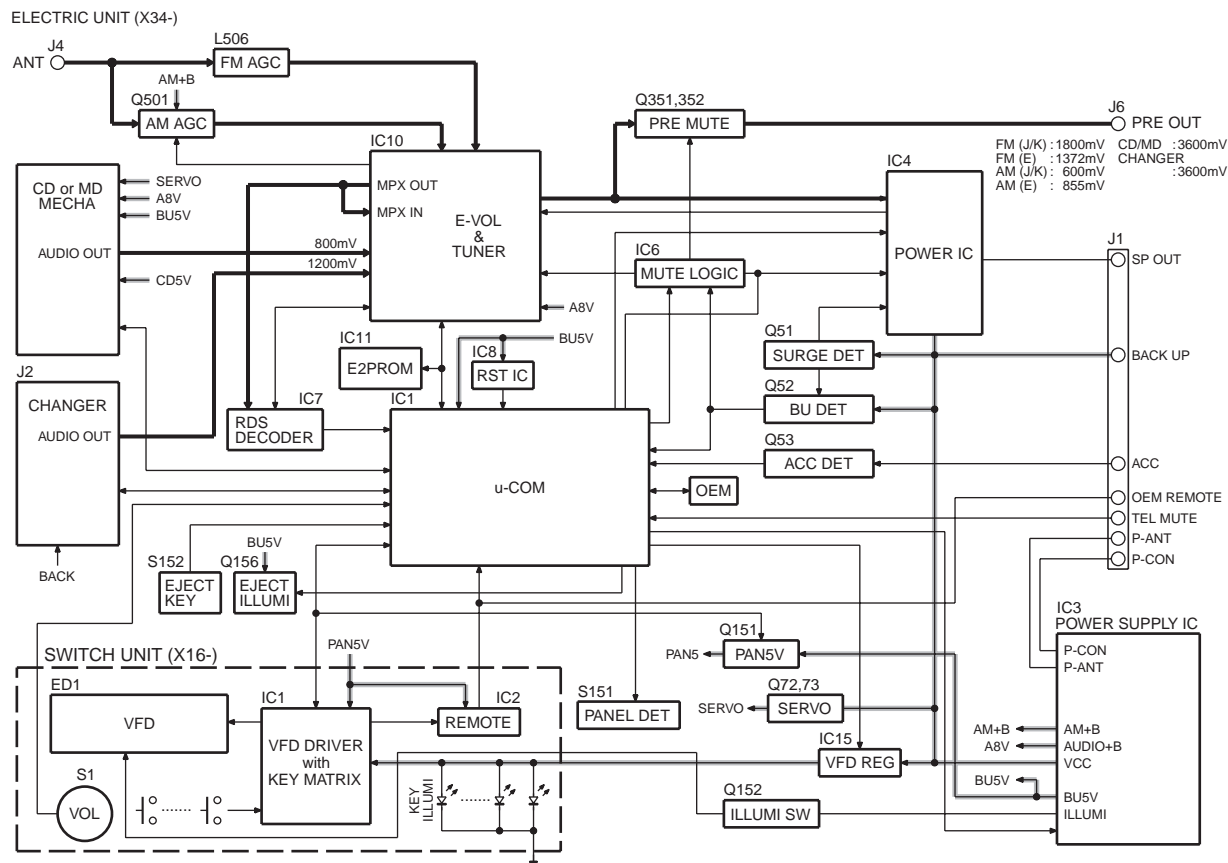 ELECTRIC UNIT (X34-)
J4
ANT
L506
FM AGC
AM+B
Q501
AM AGC
IC10
MPX OUT
MPX IN
E-VOL
&
TUNER
Q351,352
PRE MUTE
J6
PRE OUT
FM (J/K) : 1800mV CD/MD : 3600mV
FM (E) : 1372mV CHANGER
AM (J/K) : 600mV : 3600mV
AM (E) : 855mV
CD or MD
MECHA
SERVO
A8V
BU5V
AUDIO OUT
800mV
1200mV
CD5V
IC4
POWER IC
IC6
MUTE LOGIC
J1
SP OUT
A8V
BU5V
IC11
E2PROM
IC8
RST IC
Q51
SURGE DET
BACK UP
J2
CHANGER
AUDIO OUT
IC7
RDS
DECODER
IC1
u-COM
Q52
BU DET
Q53
ACC DET
ACC
OEM
OEM REMOTE
TEL MUTE
P-ANT
P-CON
BACK
S152
EJECT
KEY
Q156
BU5V
EJECT
ILLUMI
IC3
POWER SUPPLY IC
P-CON
P-ANT
AM+B
AUDIO+B
VCC
BU5V
ILLUMI
AM+B
A8V
BU5V
Q151
PAN5V
PAN5
Q72,73
SERVO
SERVO
S151
PANEL DET
IC15
VFD REG
Q152
ILLUMI SW
SWITCH UNIT (X16-)
PAN5V
ED1
VFD
IC1
VFD DRIVER
with
KEY MATRIX
IC2
REMOTE
S1
VOL
KEY
ILLUMI